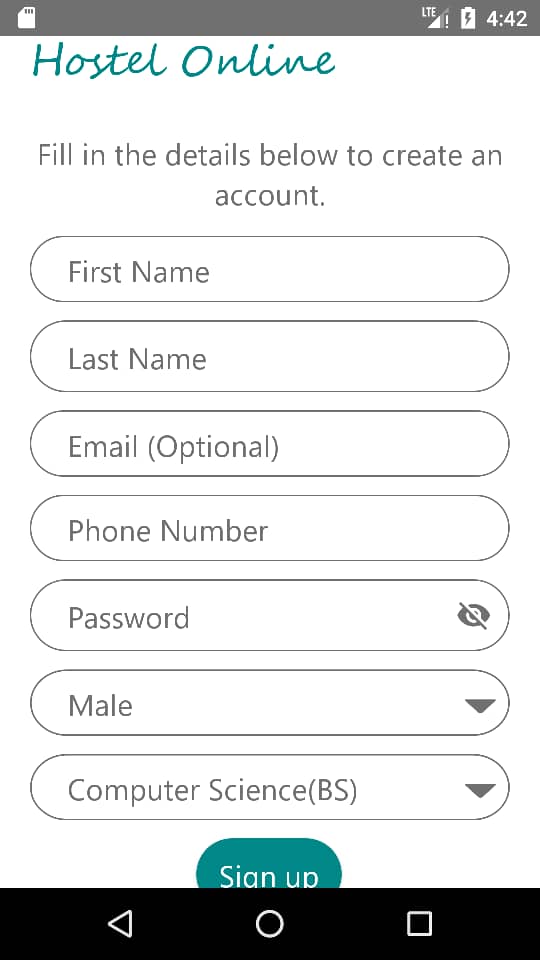 LTE 4:42
Hostel Online
Fill in the details below to create an
account.
First Name
Last Name
Email (Optional)
Phone Number
Password
Male
Computer Science(BS)
Sign up